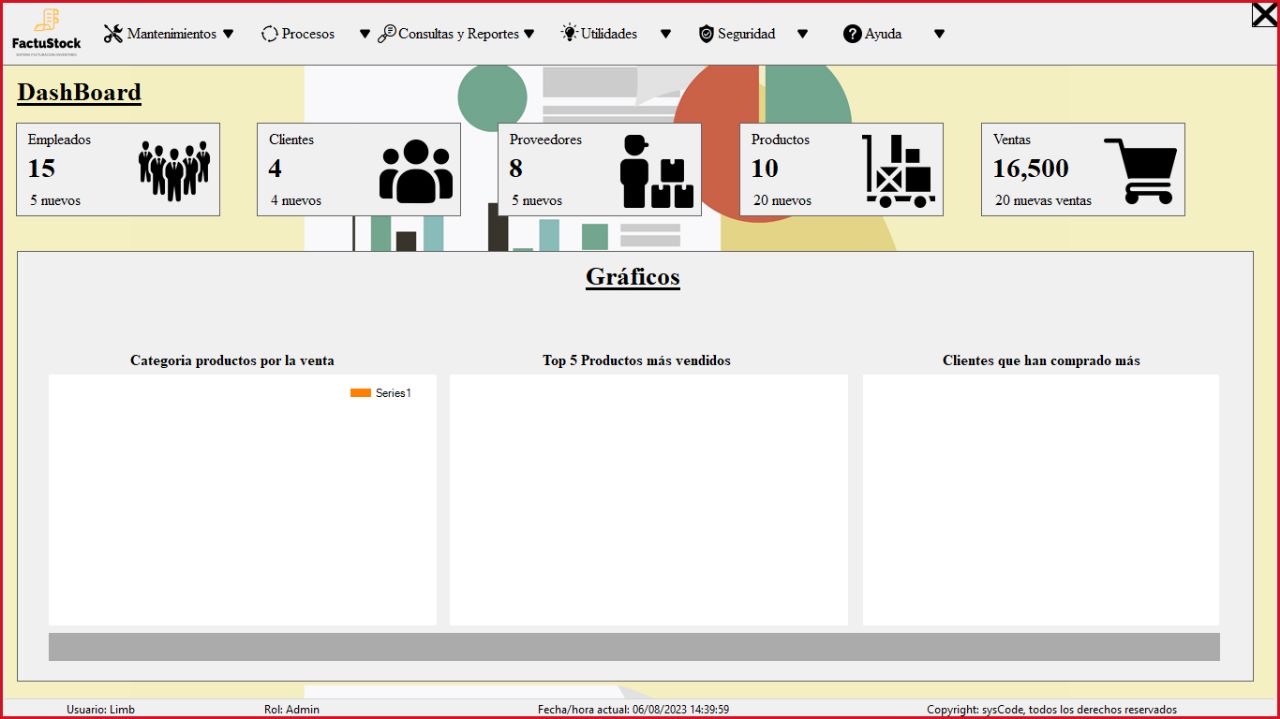 FactuStock
Mantenimientos
Procesos
Consultas y Reportes
Utilidades
Seguridad
Ayuda
DashBoard
Empleados
15
5 nuevos
Clientes
4
4 nuevos
Proveedores
8
5 nuevos
Productos
10
20 nuevos
Ventas
16,500
20 nuevas ventas
Gráficos
Categoria productos por la venta
Series1
Top 5 Productos más vendidos
Clientes que han comprado más
Usuario: Limb
Rol: Admin
Fecha/hora actual: 06/08/2023 14:39:59
Copyright: sysCode, todos los derechos reservados